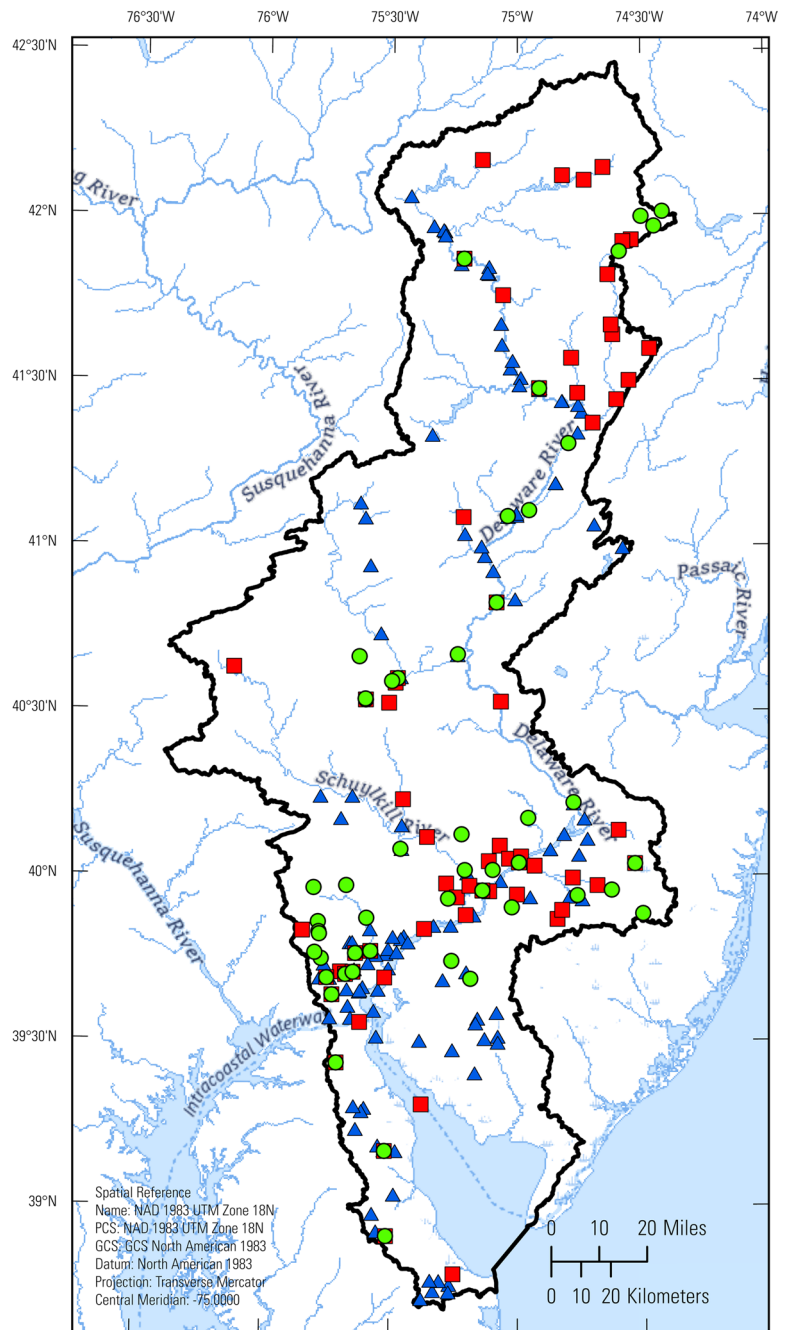 76°30'W 76°W 75°30'W 75°W 74°30'W 74°W
42°30'N
g River
42°N
41°30'N
Susquehanna River
Delaware River
41°N
Passaic River
40°30'N
Delaware River
Schuylkill River
Susquehanna River
40°N
39°30'N
Intracoastal Waterwa
39°N
Spatial Reference
Name: NAD 1983 UTM Zone 18N
PCS: NAD 1983 UTM Zone 18N
GCS: GCS North American 1983
Datum: North American 1983
Projection: Transverse Mercator
Central Meridian: -75.0000
0 10 20 Miles
0 10 20 Kilometers